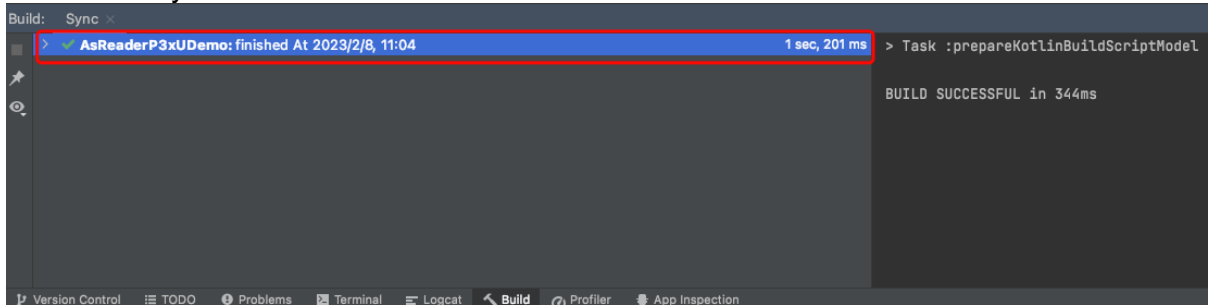 Build: Sync ×
AsReaderP3xUDemo: finished At 2023/2/8, 11:04 1 sec, 201 ms
> Task :prepareKotlinBuildScriptModel
BUILD SUCCESSFUL in 344ms
Version Control TODO Problems Terminal Logcat Build Profiler App Inspection